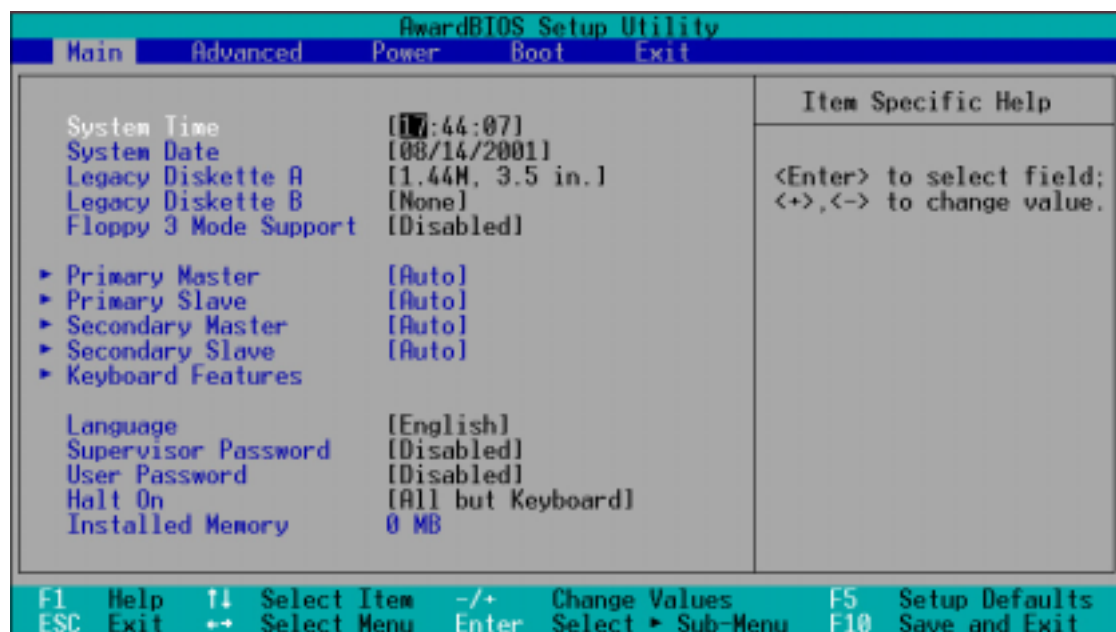 AwardBIOS Setup Utility
Main Advanced Power Boot Exit
Item Specific Help
System Time [17:44:07]
System Date [08/14/2001]
Legacy Diskette A [1.44M, 3.5 in.]
Legacy Diskette B [None]
Floppy 3 Mode Support [Disabled]
► Primary Master [Auto]
► Primary Slave [Auto]
► Secondary Master [Auto]
► Secondary Slave [Auto]
► Keyboard Features
Language [English]
Supervisor Password [Disabled]
User Password [Disabled]
Halt On [All but Keyboard]
Installed Memory 0 MB
<Enter> to select field;
<+>,<-> to change value.
F1 Help ↑↓ Select Item -/+ Change Values F5 Setup Defaults
ESC Exit ←→ Select Menu Enter Select ► Sub-Menu F10 Save and Exit